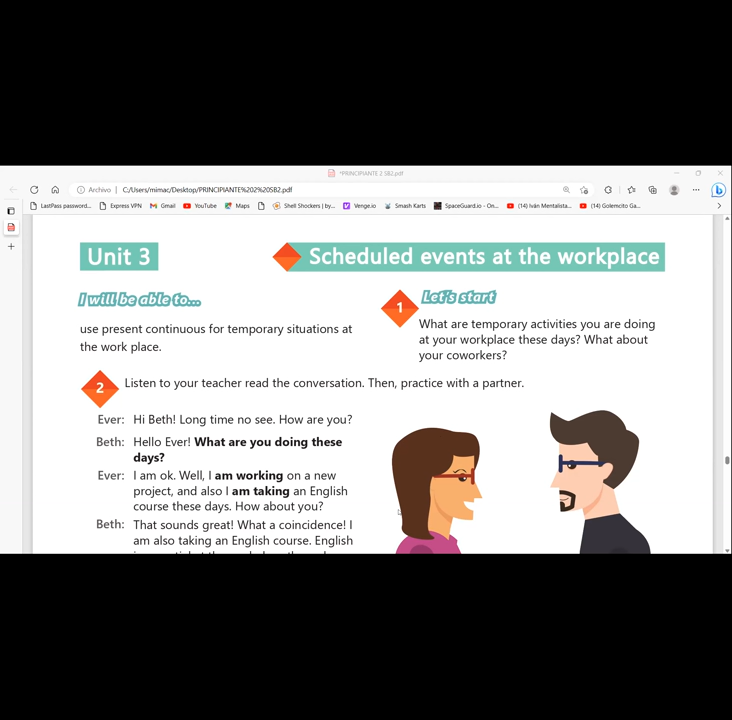 *PRINCIPIANTE 2 SB2.pdf
Archivo | C:/Users/mimac/Desktop/PRINCIPIANTE%202%20SB2.pdf
LastPass password... Express VPN Gmail YouTube Maps Shell Shockers | by... Venge.io Smash Karts SpaceGuard.io - On... (14) Iván Mentalista... (14) Golemcito Ga...
Unit 3
Scheduled events at the workplace
I will be able to...
use present continuous for temporary situations at
the work place.
1
Let's start
What are temporary activities you are doing
at your workplace these days? What about
your coworkers?
2
Listen to your teacher read the conversation. Then, practice with a partner.
Ever: Hi Beth! Long time no see. How are you?
Beth: Hello Ever! What are you doing these
days?
Ever: I am ok. Well, I am working on a new
project, and also I am taking an English
course these days. How about you?
Beth: That sounds great! What a coincidence! I
am also taking an English course. English